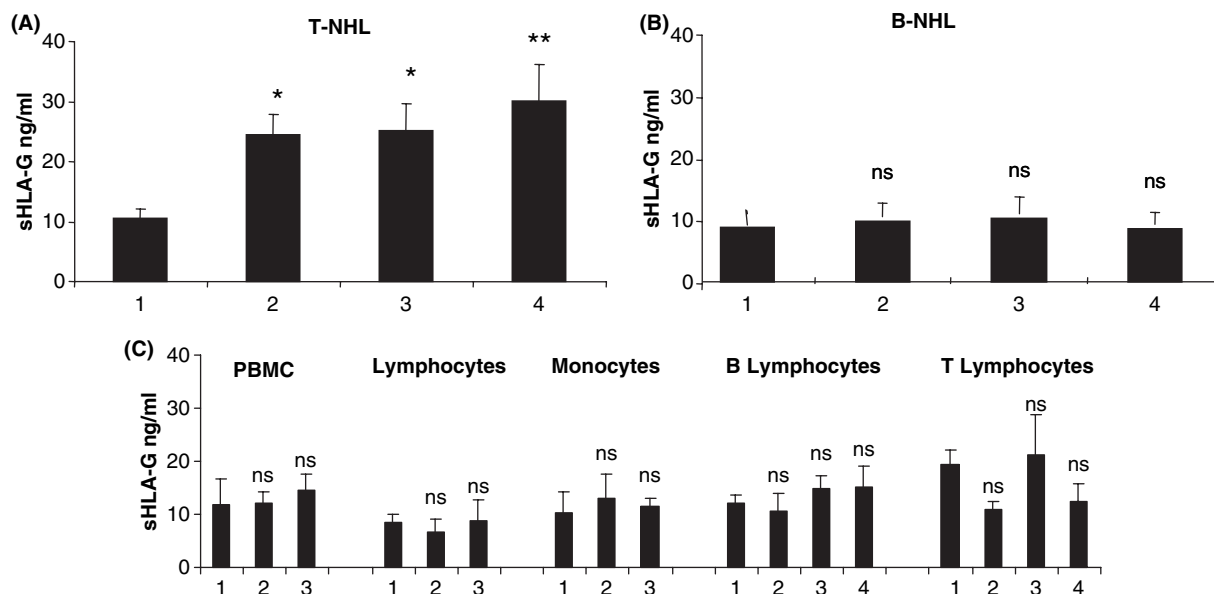 (A) T-NHL
sHLA-G ng/ml
40
30
20
10
0
* * **
1 2 3 4
(B) B-NHL
sHLA-G ng/ml
40
30
20
10
0
ns ns ns
1 2 3 4
(C)
sHLA-G ng/ml
40
30
20
10
0
PBMC Lymphocytes Monocytes B Lymphocytes T Lymphocytes
ns ns ns ns ns ns ns ns ns ns ns ns
1 2 3 1 2 3 1 2 3 1 2 3 4 1 2 3 4